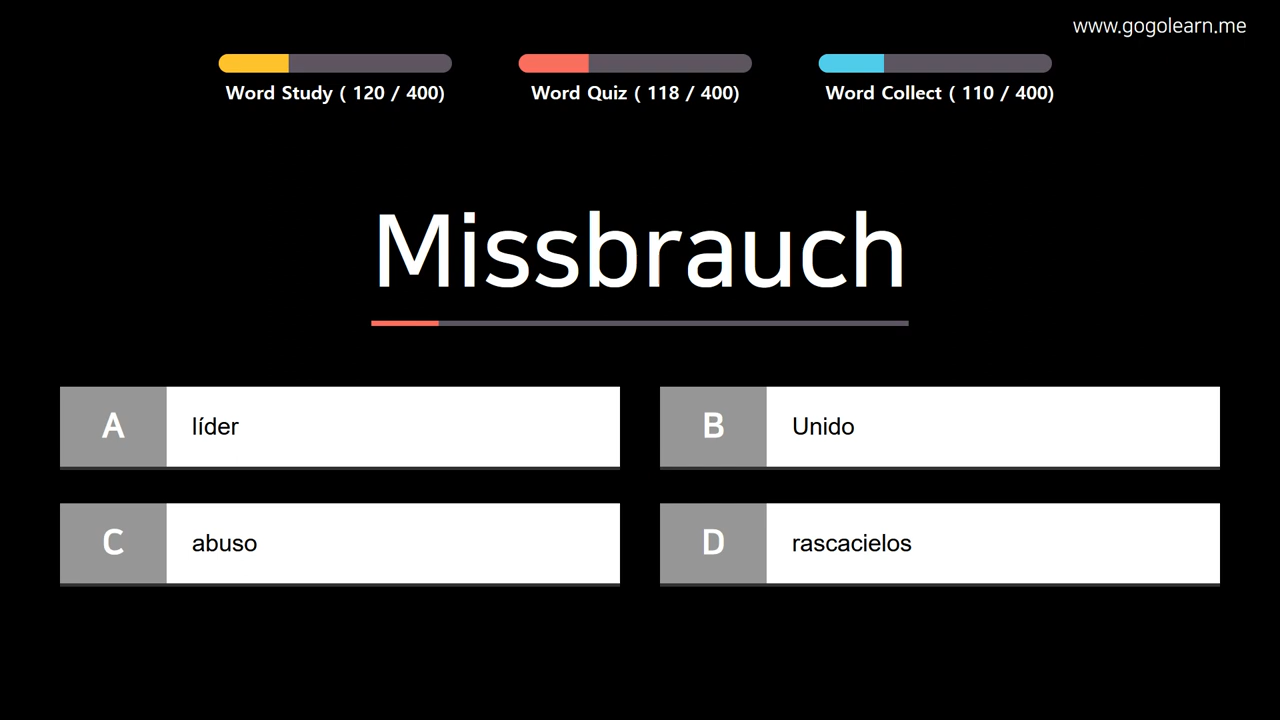 www.gogolearn.me
Word Study ( 120 / 400)
Word Quiz ( 118 / 400)
Word Collect ( 110 / 400)
Missbrauch
A líder
B Unido
C abuso
D rascacielos